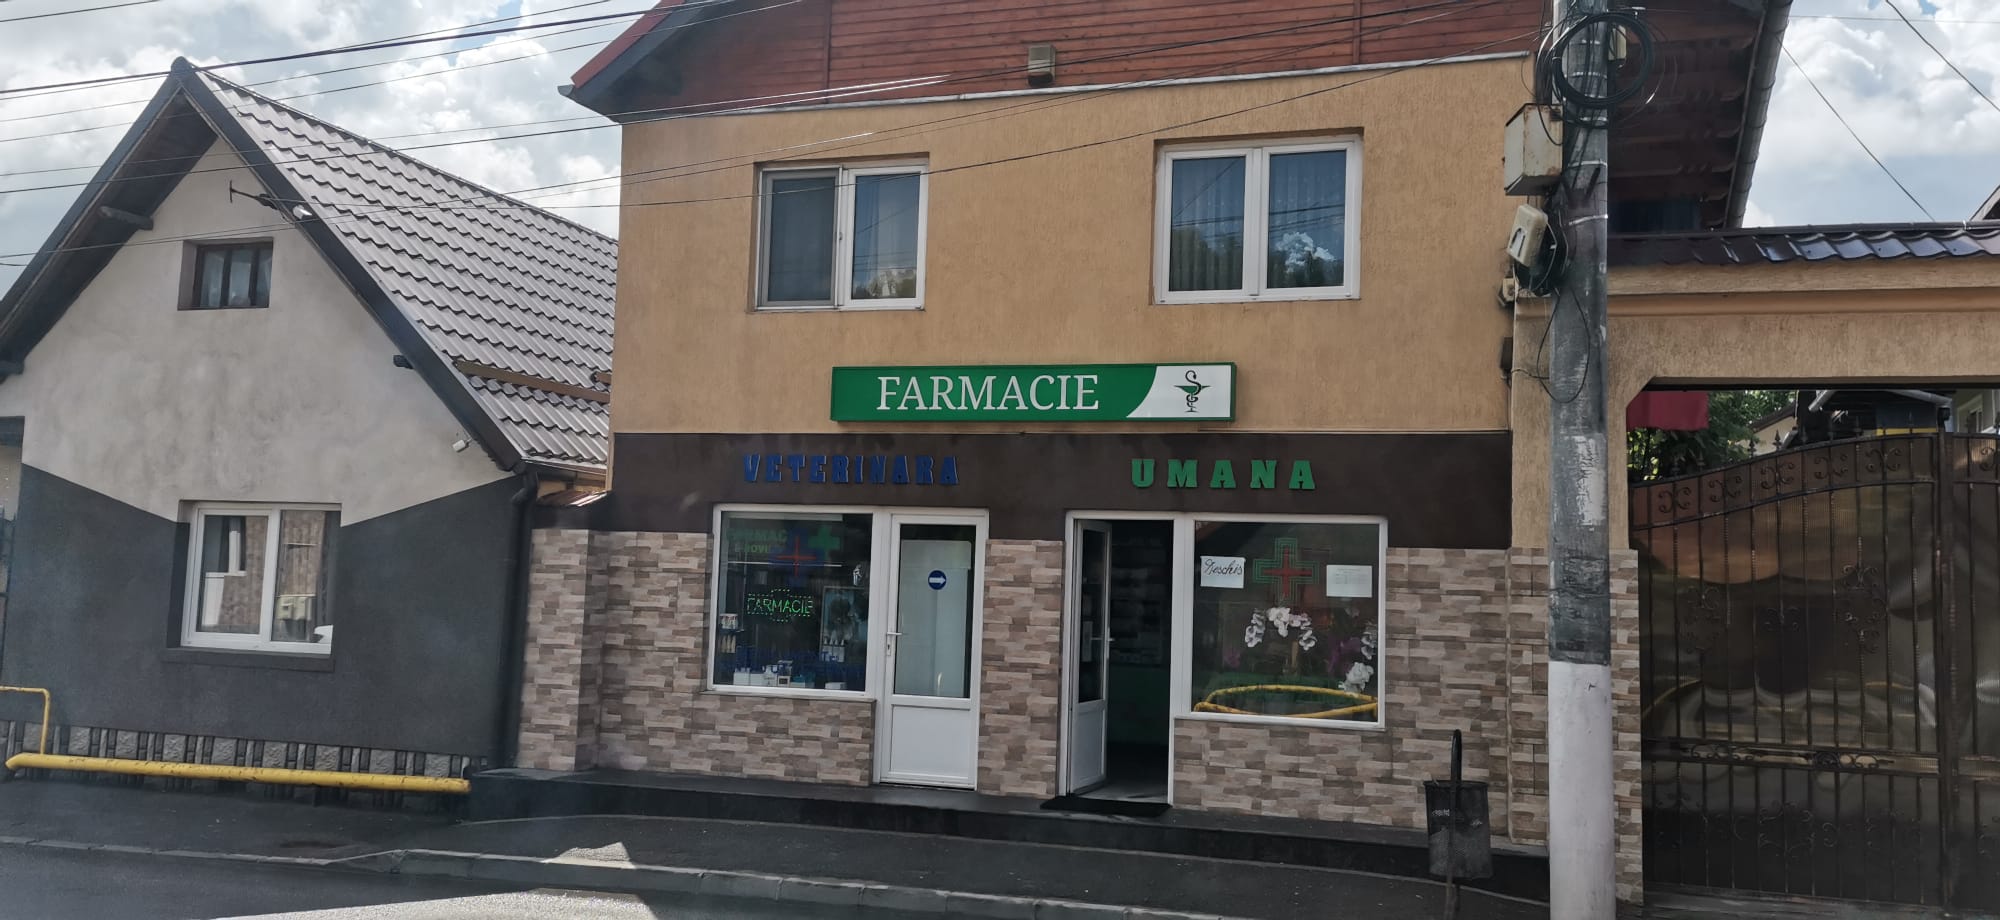 FARMACIE
VETERINARA
UMANA
FARMACIE
Deschis